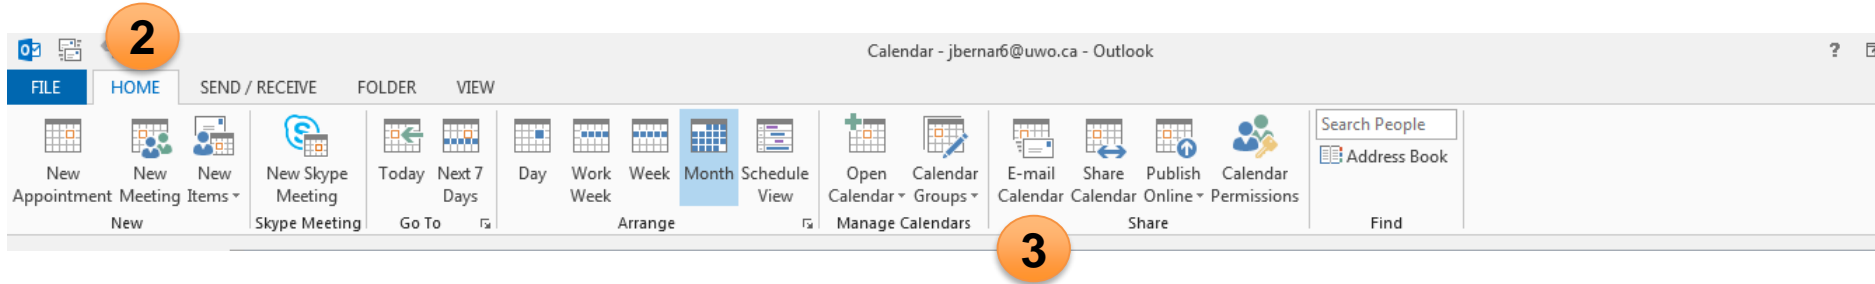 2
Calendar - jbernar6@uwo.ca - Outlook
?
FILE HOME SEND / RECEIVE FOLDER VIEW
New Appointment
New Meeting
New Items
New Skype Meeting
Today
Next 7 Days
Day
Work Week
Week
Month
Schedule View
Open Calendar
Calendar Groups
E-mail Calendar
Share Calendar
Publish Online
Calendar Permissions
Search People
Address Book
New
Skype Meeting
Go To
Arrange
Manage Calendars
Share
Find
3